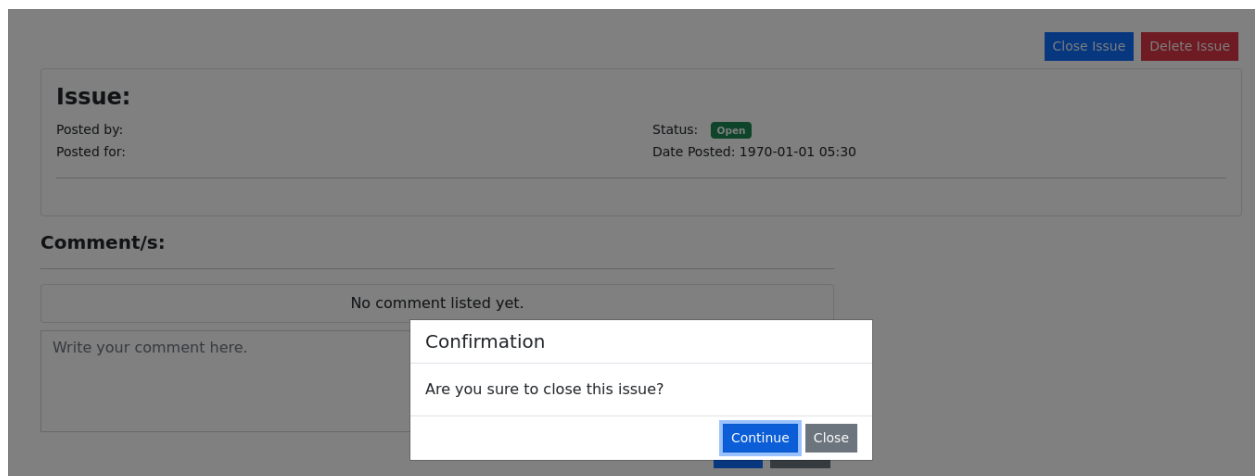 Close Issue Delete Issue
Issue:
Posted by:
Status: Open
Posted for:
Date Posted: 1970-01-01 05:30
Comment/s:
No comment listed yet.
Write your comment here.
Confirmation
Are you sure to close this issue?
Continue Close